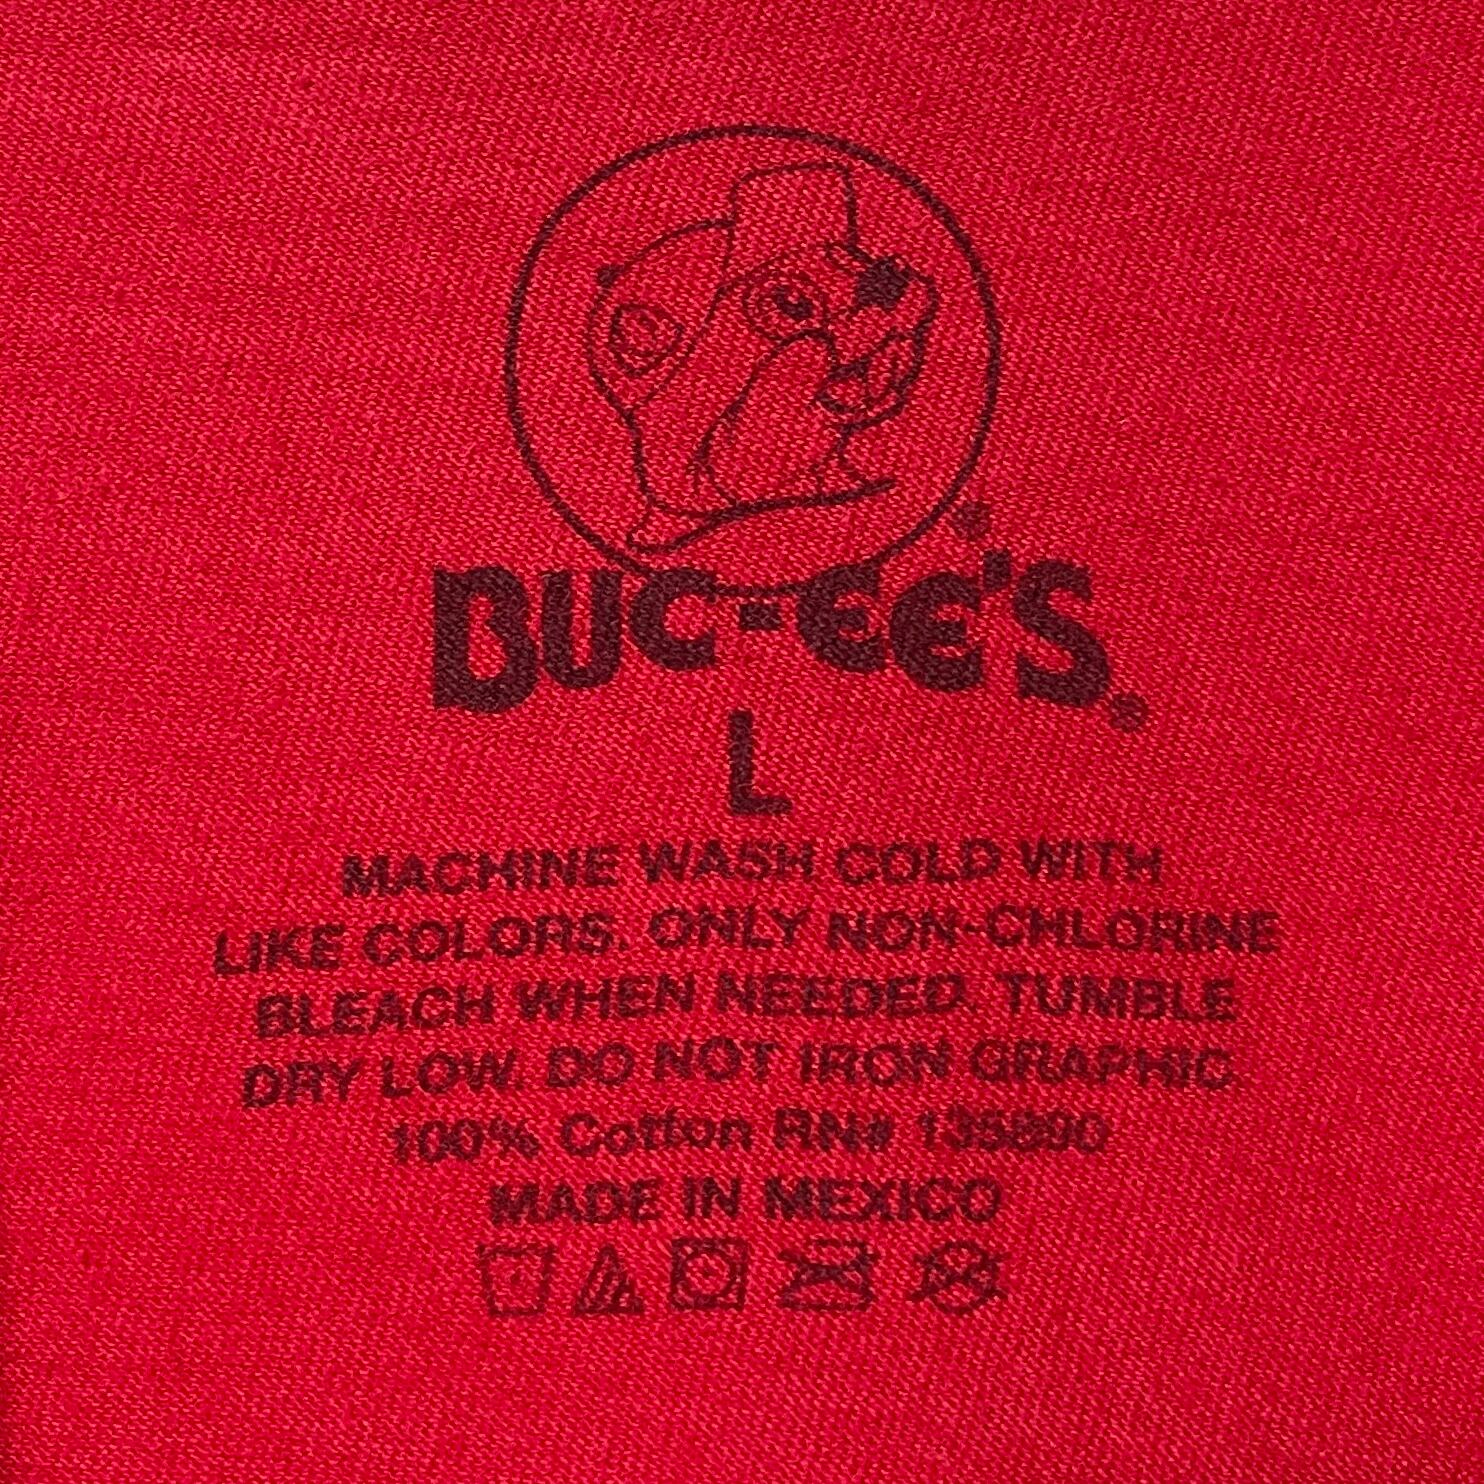 BUC-EE'S
L
MACHINE WASH COLD WITH
LIKE COLORS. ONLY NON-CHLORINE
BLEACH WHEN NEEDED. TUMBLE
DRY LOW. DO NOT IRON GRAPHIC
100% Cotton RN#
MADE IN MEXICO